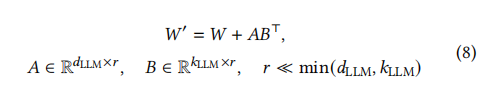 W′ = W + AB⊤,
A ∈ ℝ^{d_LLM×r}, B ∈ ℝ^{k_LLM×r}, r ≪ min(d_LLM, k_LLM)
(8)